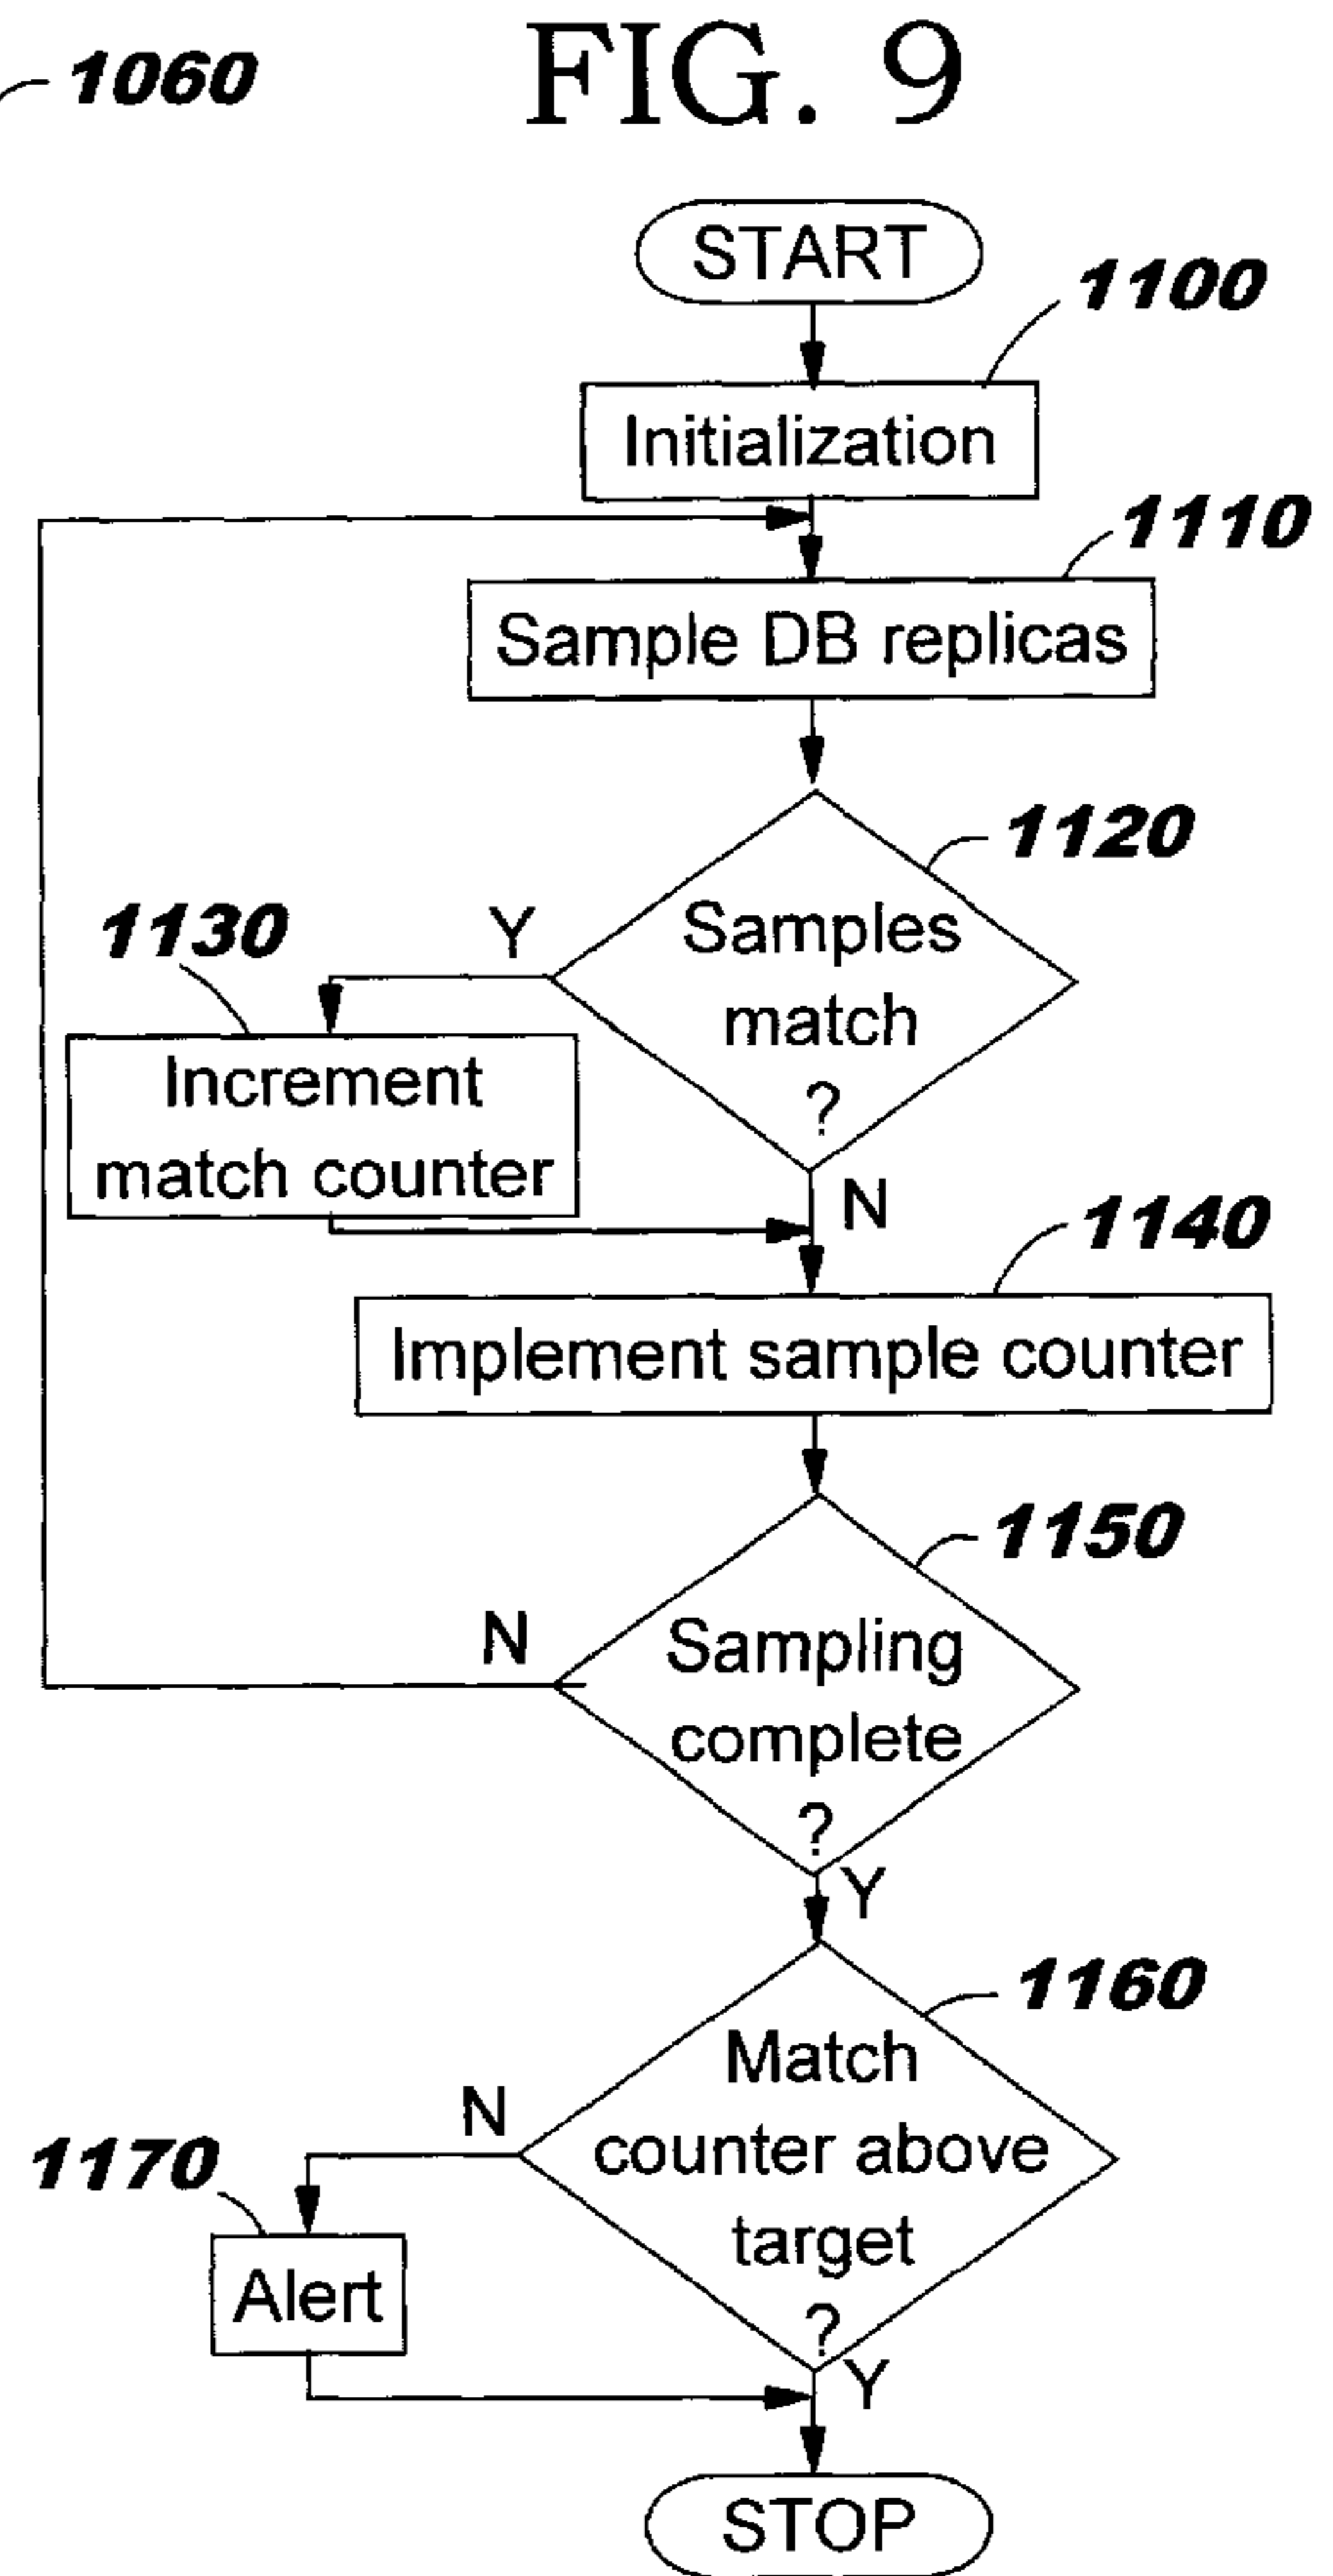 1060
FIG. 9
START
1100
Initialization
1110
Sample DB replicas
1120
Samples
match
?
Y
N
1130
Increment
match counter
1140
Implement sample counter
1150
Sampling
complete
?
N
Y
1160
Match
counter above
target
?
N
Y
1170
Alert
STOP